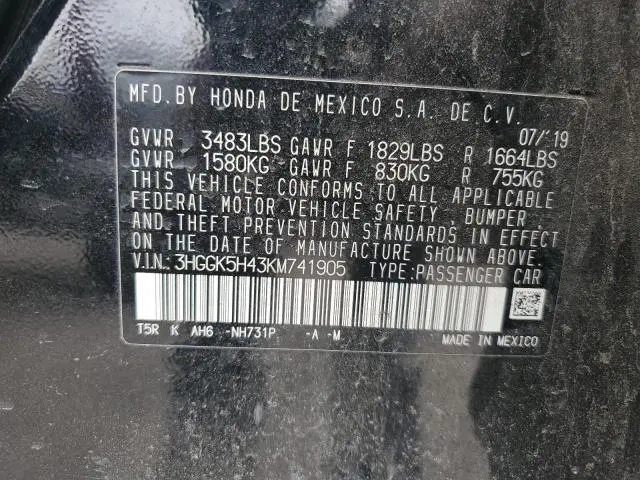 MFD. BY HONDA DE MEXICO S.A. DE C.V.
07/19
GVWR 3483LBS GAWR F 1829LBS R 1664LBS
GVWR 1580KG GAWR F 830KG R 755KG
THIS VEHICLE CONFORMS TO ALL APPLICABLE
FEDERAL MOTOR VEHICLE SAFETY, BUMPER,
AND THEFT PREVENTION STANDARDS IN EFFECT
ON THE DATE OF MANUFACTURE SHOWN ABOVE.
V.I.N.: 3HGGK5H43KM741905 TYPE: PASSENGER CAR
T5R K AH6 -NH731P -A -M
MADE IN MEXICO